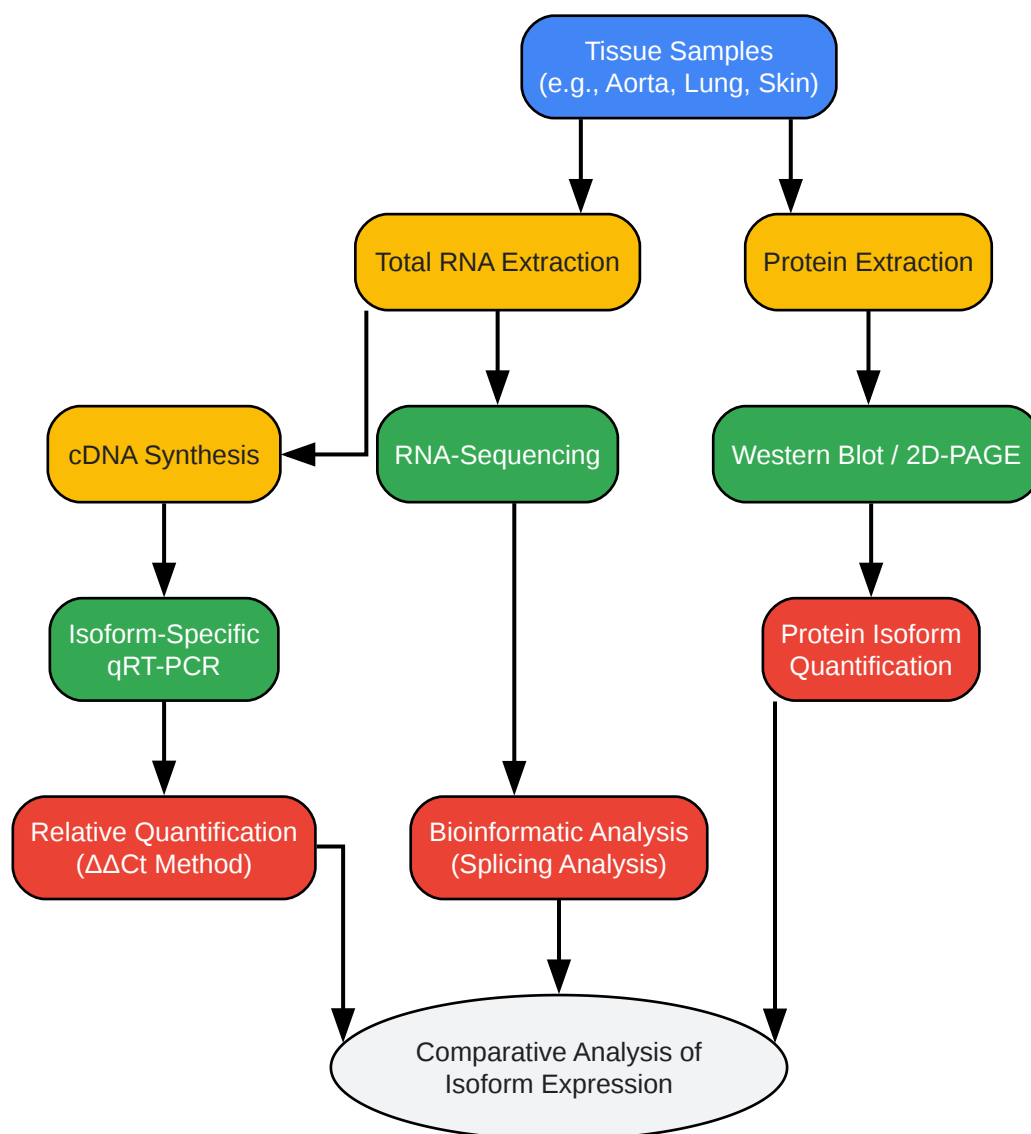 Tissue Samples
(e.g., Aorta, Lung, Skin)
Total RNA Extraction
Protein Extraction
cDNA Synthesis
RNA-Sequencing
Western Blot / 2D-PAGE
Isoform-Specific
qRT-PCR
Protein Isoform
Quantification
Relative Quantification
(ΔΔCt Method)
Bioinformatic Analysis
(Splicing Analysis)
Comparative Analysis of
Isoform Expression